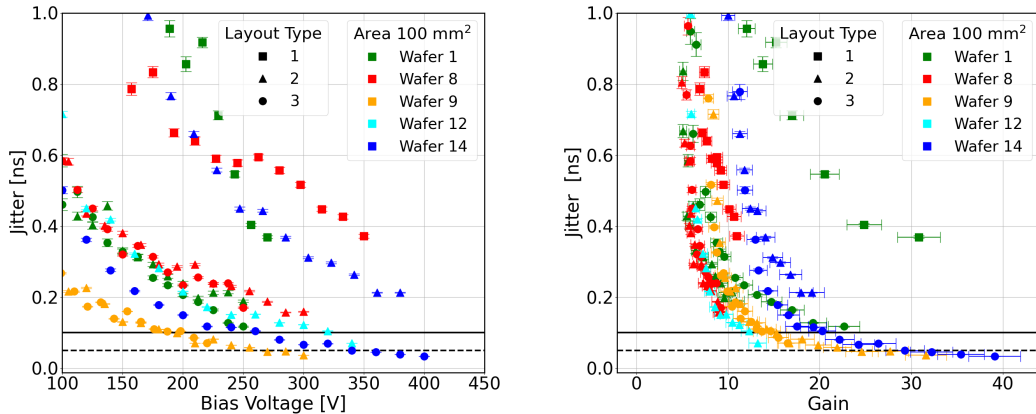 1.0
0.8
0.6
0.4
0.2
0.0
Jitter [ns]
100 150 200 250 300 350 400 450
Bias Voltage [V]
Layout Type
1
2
3
Area 100 mm²
Wafer 1
Wafer 8
Wafer 9
Wafer 12
Wafer 14
1.0
0.8
0.6
0.4
0.2
0.0
Jitter [ns]
0 10 20 30 40
Gain
Layout Type
1
2
3
Area 100 mm²
Wafer 1
Wafer 8
Wafer 9
Wafer 12
Wafer 14